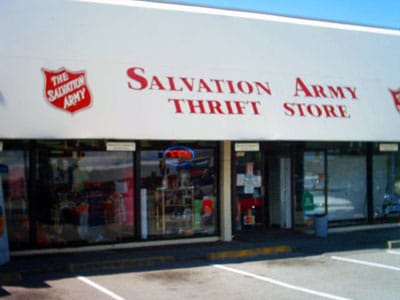 THE
SALVATION
ARMY
SALVATION ARMY
THRIFT STORE